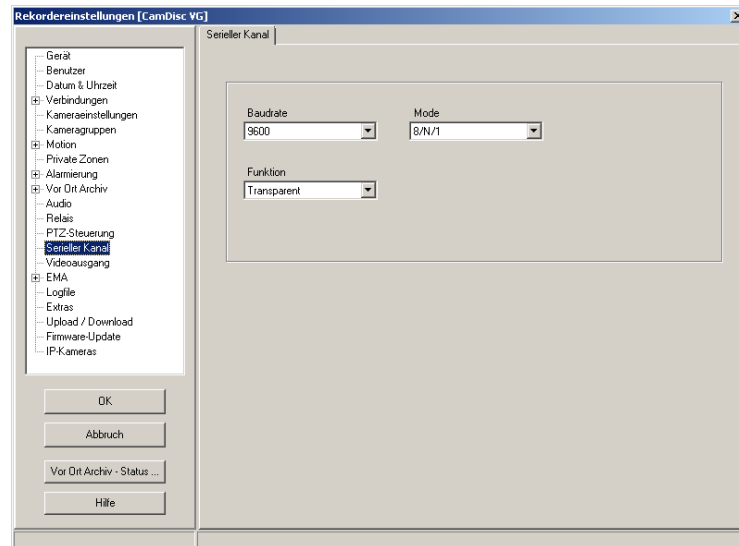 Rekordereinstellungen [CamDisc VG]
Gerät
Benutzer
Datum & Uhrzeit
Verbindungen
Kameraeinstellungen
Kameragruppen
Motion
Private Zonen
Alarmierung
Vor Ort Archiv
Audio
Relais
PTZ-Steuerung
Serieller Kanal
Videoausgang
EMA
Logfile
Extras
Upload / Download
Firmware-Update
IP-Kameras
OK
Abbruch
Vor Ort Archiv - Status ...
Hilfe
Serieller Kanal
Baudrate
Mode
9600
8/N/1
Funktion
Transparent